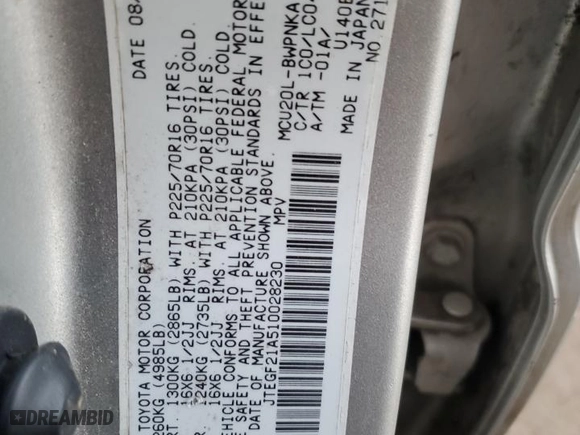 TOYOTA MOTOR CORPORATION DATE 08/
260KG (4985LB)
1300KG (2865LB) WITH P225/70R16 TIRES.
16X6 1/2JJ RIMS. AT 210KPA (30PSI) COLD.
1240KG (2735LB) WITH P225/70R16 TIRES.
16X6 1/2JJ RIMS. AT 210KPA (30PSI) COLD.
VEHICLE CONFORMS TO ALL APPLICABLE FEDERAL MOTOR
SAFETY AND THEFT PREVENTION STANDARDS IN EFFE
DATE OF MANUFACTURE SHOWN ABOVE.
JTEGF21A510028230 MPV
MCU20L-BWPNKA
C/TR 1C0/LC0
A/TM -01A/
U140
MADE IN JAPAN
NO 271
DREAMBID